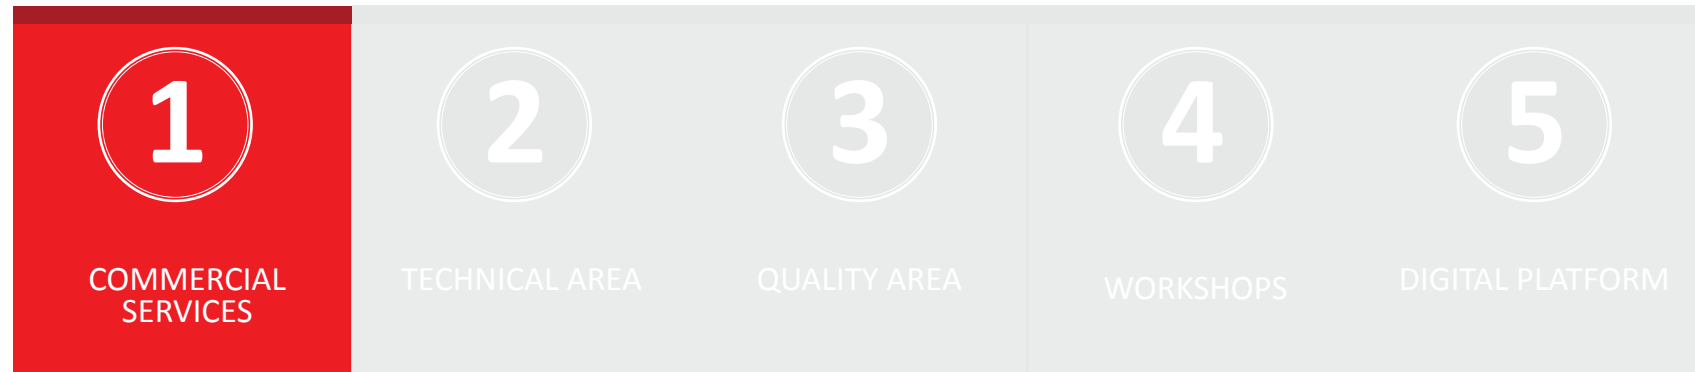 1
COMMERCIAL
SERVICES
2
TECHNICAL AREA
3
QUALITY AREA
4
WORKSHOPS
5
DIGITAL PLATFORM